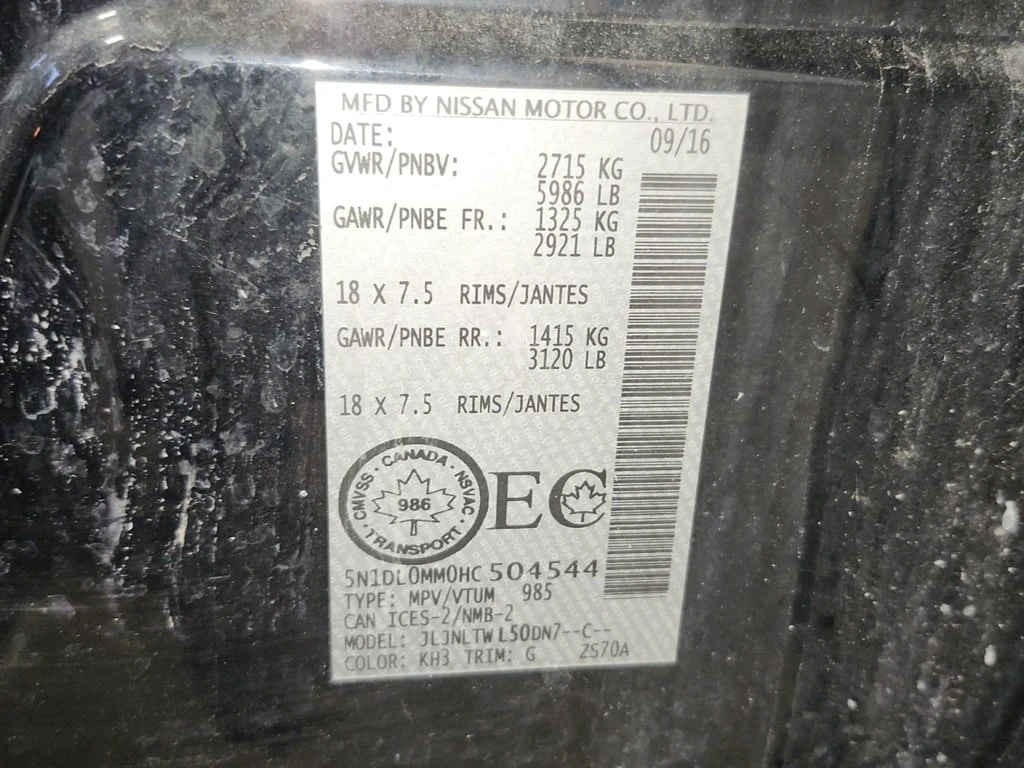 MFD BY NISSAN MOTOR CO., LTD.
DATE: 09/16
GVWR/PNBV: 2715 KG
5986 LB
GAWR/PNBE FR.: 1325 KG
2921 LB
18 X 7.5 RIMS/JANTES
GAWR/PNBE RR.: 1415 KG
3120 LB
18 X 7.5 RIMS/JANTES
CMVSS · CANADA · NSVAC · TRANSPORT ·
986
EC
5N1DL0MM0HC504544
TYPE: MPV/VTUM 985
CAN ICES-2/NMB-2
MODEL: JLJNLTW L50DN7--C--
COLOR: KH3 TRIM: G ZS70A